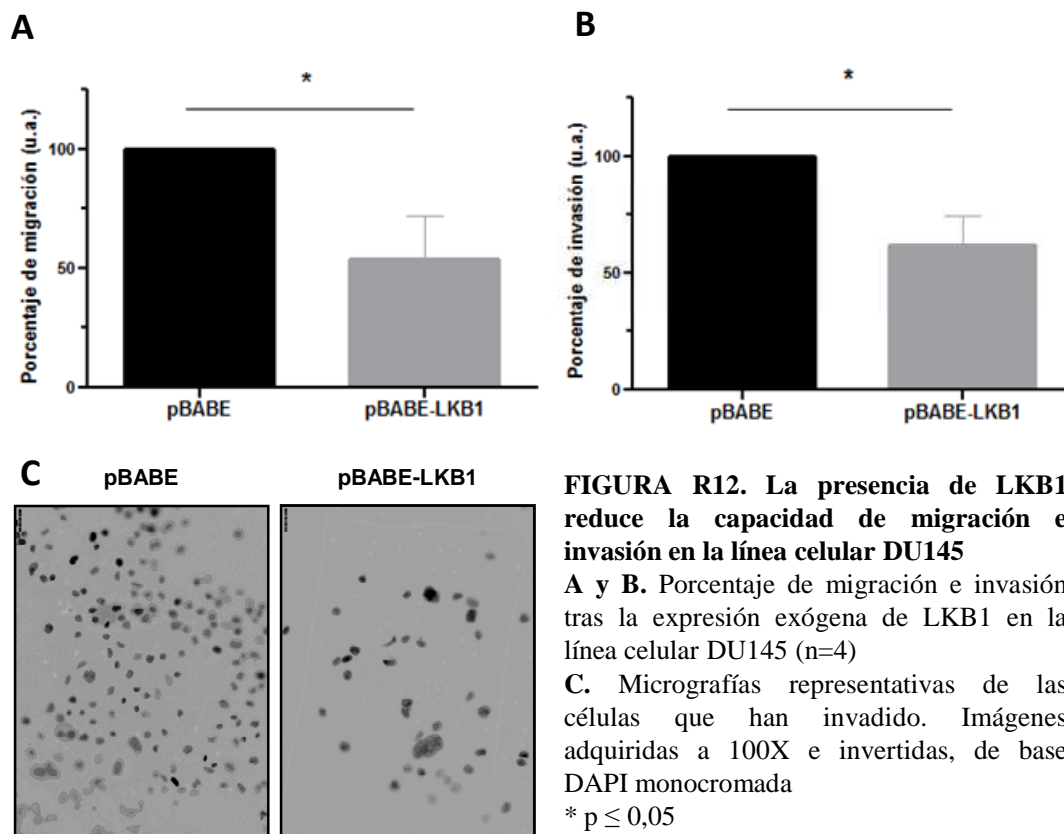 A
*
Porcentaje de migración (u.a.)
100
50
0
pBABE
pBABE-LKB1
B
*
Porcentaje de invasión (u.a.)
100
50
0
pBABE
pBABE-LKB1
C
pBABE
pBABE-LKB1
FIGURA R12. La presencia de LKB1
reduce la capacidad de migración e
invasión en la línea celular DU145
A y B. Porcentaje de migración e invasión
tras la expresión exógena de LKB1 en la
línea celular DU145 (n=4)
C. Micrografías representativas de las
células que han invadido. Imágenes
adquiridas a 100X e invertidas, de base
DAPI monocromada
* p ≤ 0,05